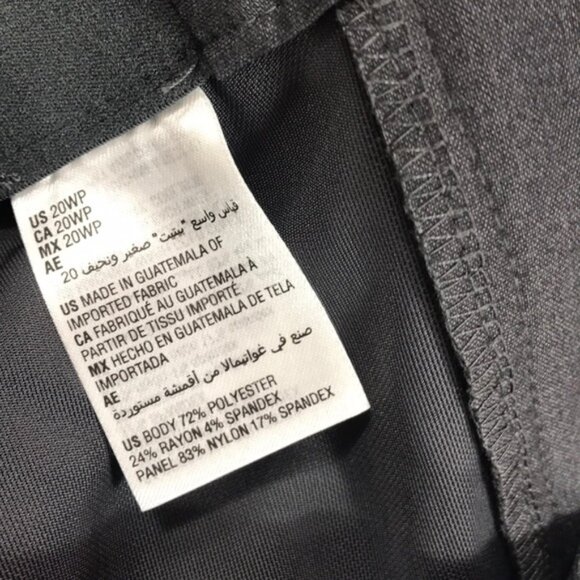 US 20WP
CA 20WP
MX 20WP
AE
قياس واسع "بيتيت" صغير ونحيف 20
US MADE IN GUATEMALA OF
IMPORTED FABRIC
CA FABRIQUÉ AU GUATEMALA À
PARTIR DE TISSU IMPORTÉ
MX HECHO EN GUATEMALA DE TELA
IMPORTADA
AE
صنع في غواتيمالا من أقمشة مستوردة
US BODY 72% POLYESTER
24% RAYON 4% SPANDEX
PANEL 83% NYLON 17% SPANDEX